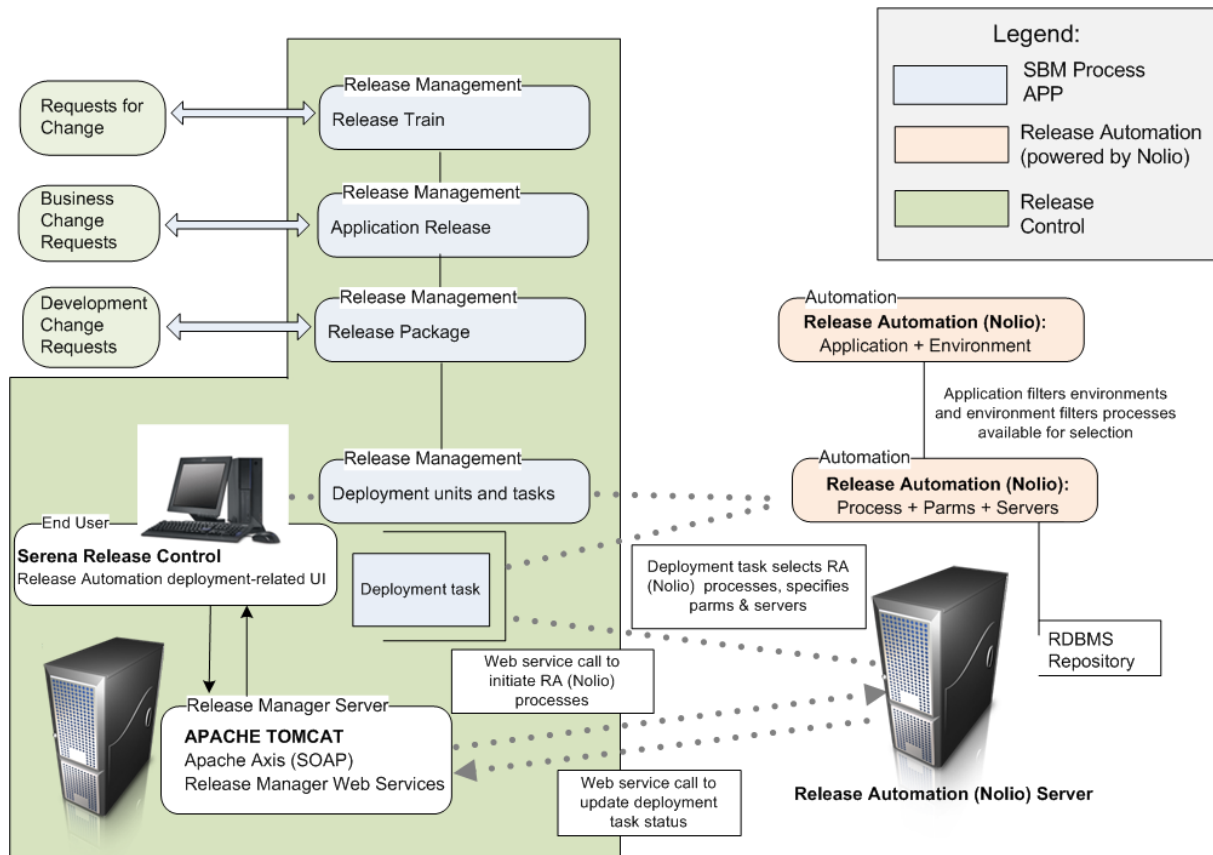 Legend:
SBM Process
APP
Release Automation
(powered by Nolio)
Release
Control
Requests for
Change
Release Management
Release Train
Business
Change
Requests
Release Management
Application Release
Development
Change
Requests
Release Management
Release Package
Automation
Release Automation (Nolio):
Application + Environment
Application filters environments
and environment filters processes
available for selection
Release Management
Deployment units and tasks
Automation
Release Automation (Nolio):
Process + Parms + Servers
End User
Serena Release Control
Release Automation deployment-related UI
Deployment task
Deployment task selects RA
(Nolio) processes, specifies
parms & servers
RDBMS
Repository
Web service call to
initiate RA (Nolio)
processes
Release Manager Server
APACHE TOMCAT
Apache Axis (SOAP)
Release Manager Web Services
Web service call to
update deployment
task status
Release Automation (Nolio) Server